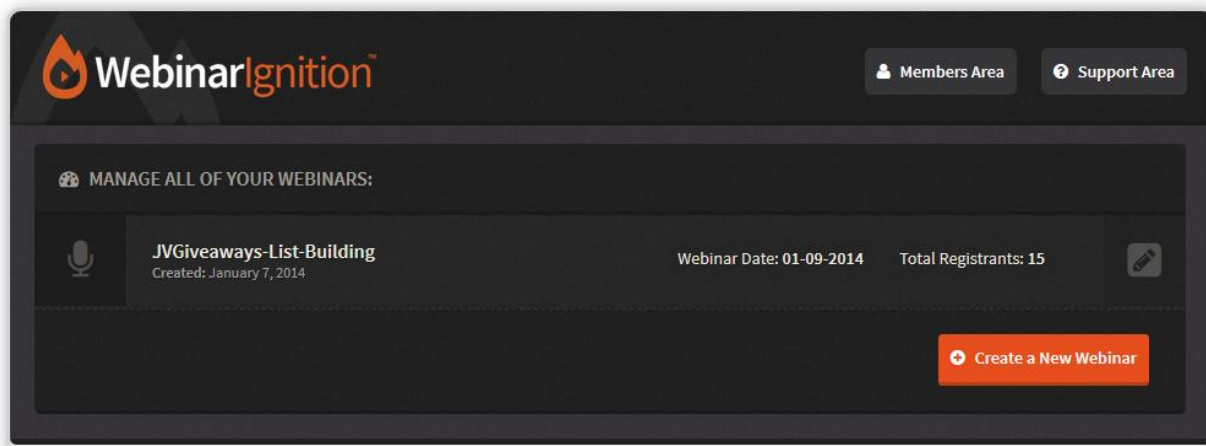 WebinarIgnition™
Members Area
Support Area
MANAGE ALL OF YOUR WEBINARS:
JVGiveaways-List-Building
Created: January 7, 2014
Webinar Date: 01-09-2014
Total Registrants: 15
Create a New Webinar